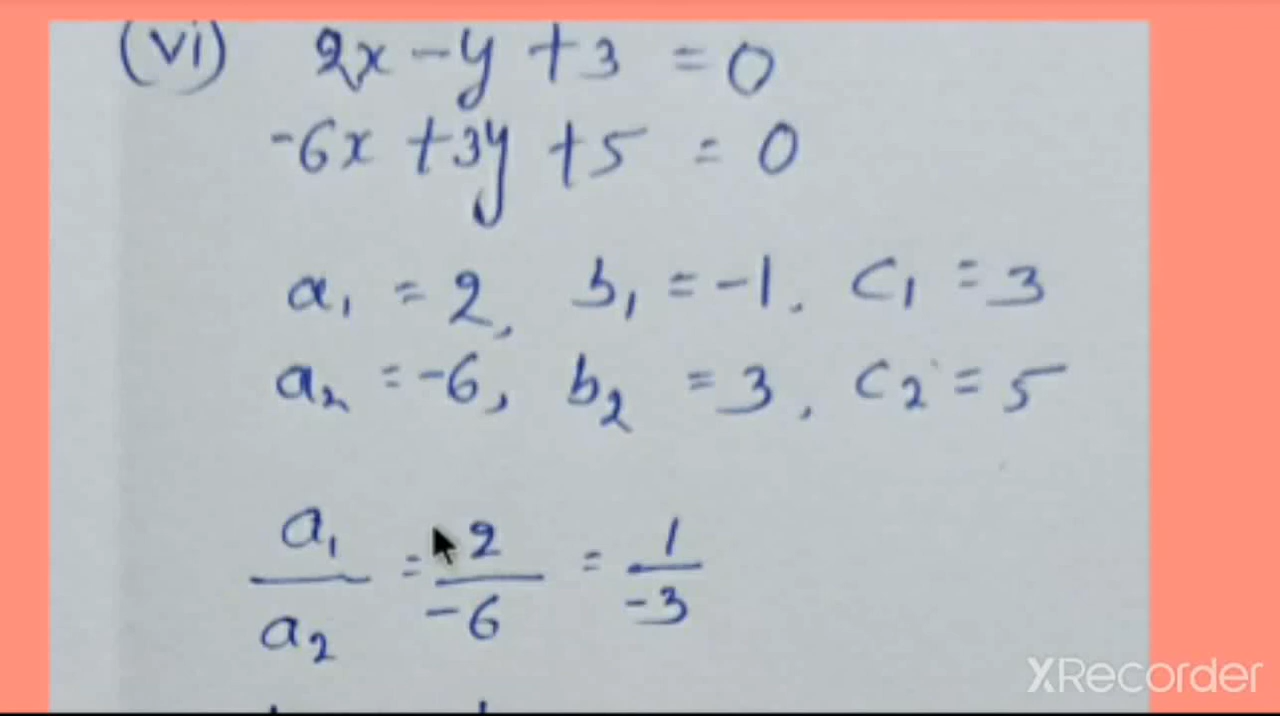 (vi) 2x - y + 3 = 0
-6x + 3y + 5 = 0
a₁ = 2, b₁ = -1. c₁ = 3
a₂ = -6, b₂ = 3, c₂ = 5
a₁/a₂ = 2/-6 = 1/-3
XRecorder